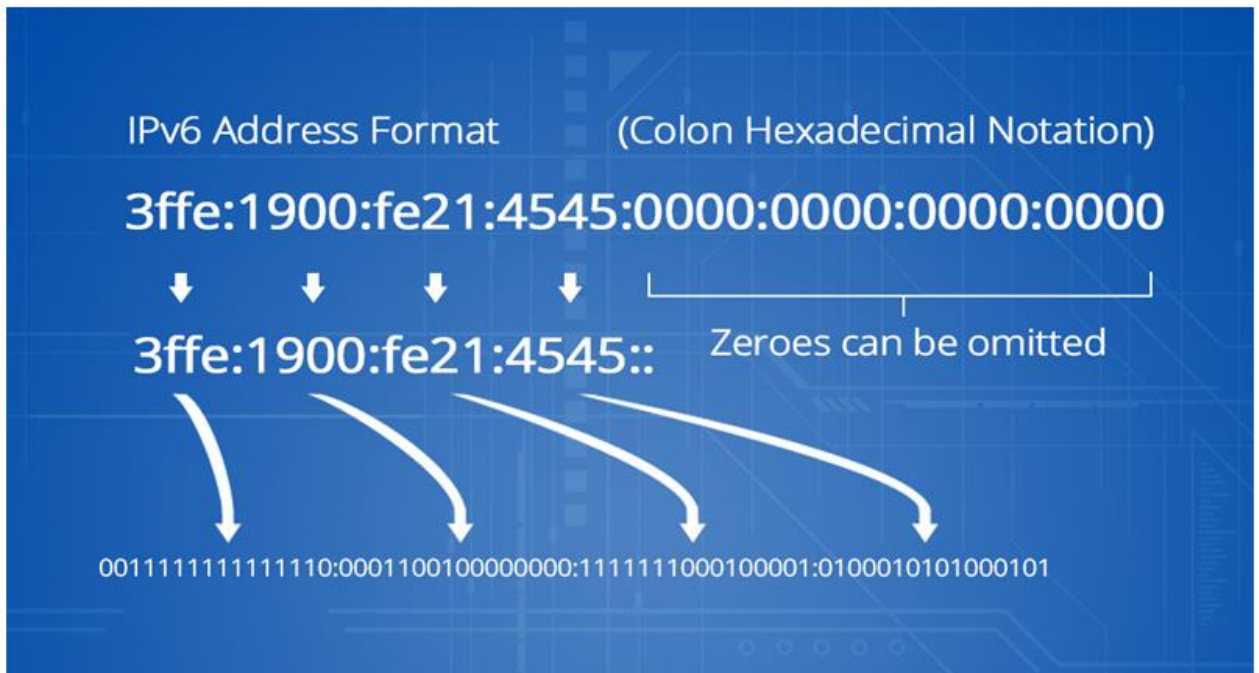 IPv6 Address Format (Colon Hexadecimal Notation)
3ffe:1900:fe21:4545:0000:0000:0000:0000
3ffe:1900:fe21:4545::
Zeroes can be omitted
0011111111111110:0001100100000000:1111111000100001:0100010101000101